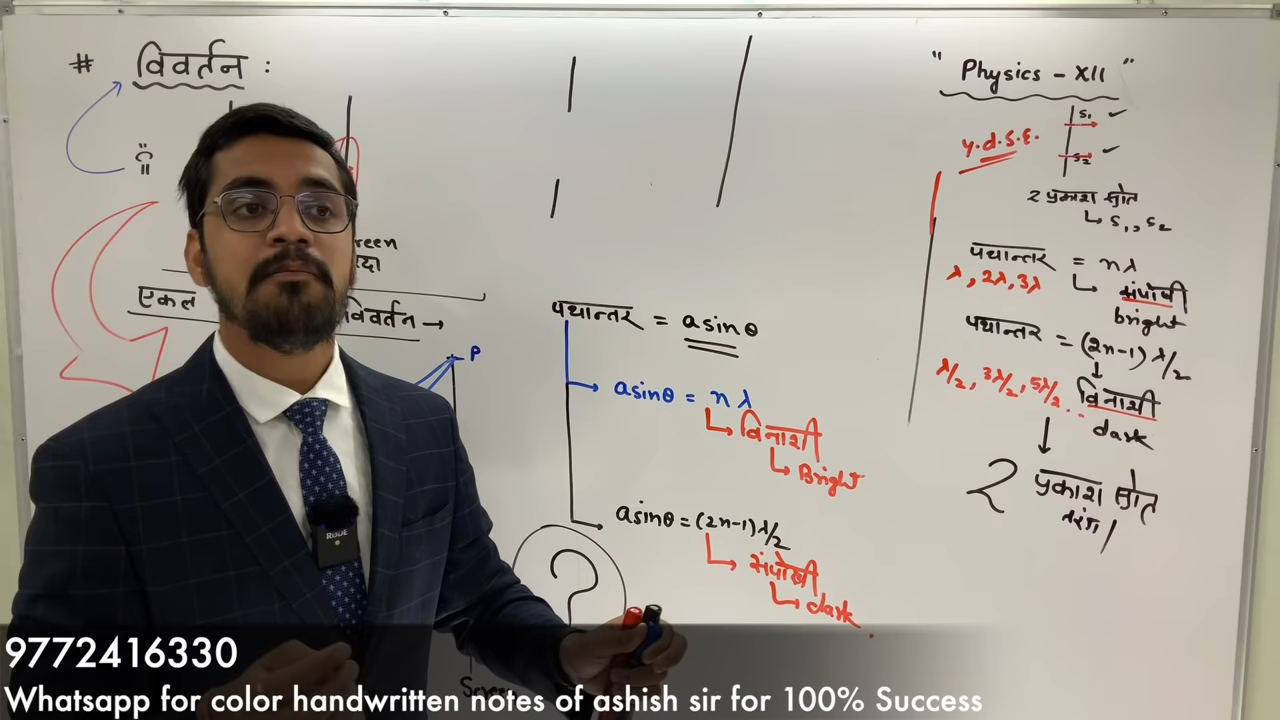 # विवर्तन :
एकल विवर्तन →
P
पथान्तर = asinθ
asinθ = nλ
↳ विनाशी
↳ Bright
asinθ = (2n-1)λ/2
↳ संपोषी
↳ dark
?
"Physics - XII"
y.d.s.e.
S₁ ✓
S₂ ✓
2 प्रकाश स्रोत
↳ S₁, S₂
पथान्तर = nλ
λ, 2λ, 3λ
↳ संपोषी
bright
पथान्तर = (2n-1)λ/2
λ/2, 3λ/2, 5λ/2...
विनाशी
dark
2 प्रकाश स्रोत
तरंग
RODE
9772416330
Whatsapp for color handwritten notes of ashish sir for 100% Success